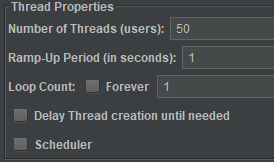 Thread Properties
Number of Threads (users): 50
Ramp-Up Period (in seconds): 1
Loop Count: Forever 1
Delay Thread creation until needed
Scheduler